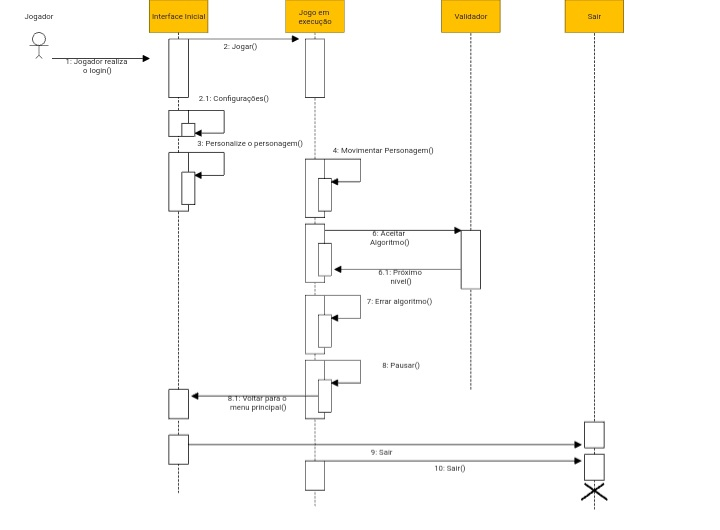 Jogador
Interface Inicial
Jogo em
execução
Validador
Sair
2: Jogar()
1: Jogador realiza
o login()
2.1: Configurações()
3: Personalize o personagem()
4: Movimentar Personagem()
6: Aceitar
Algoritmo()
6.1: Próximo
nível()
7: Errar algoritmo()
8: Pausar()
8.1: Voltar para o
menu principal()
9: Sair
10: Sair()